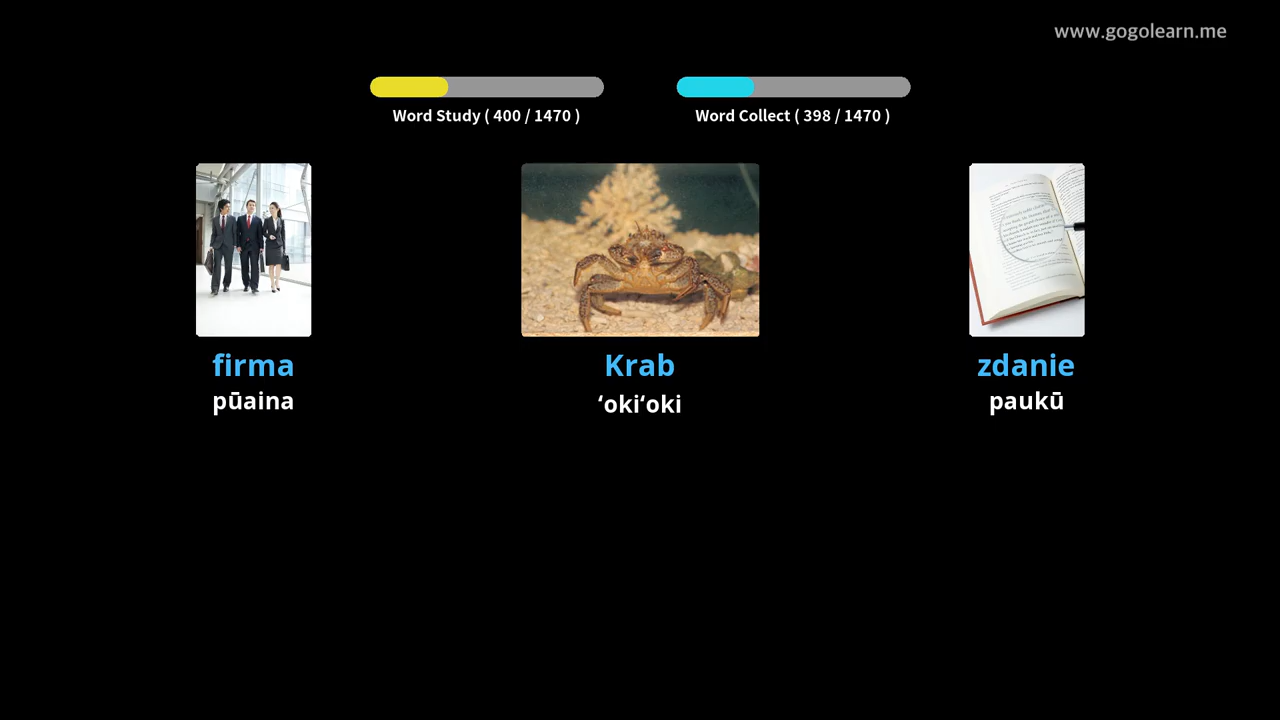 www.gogolearn.me
Word Study ( 400 / 1470 )
Word Collect ( 398 / 1470 )
firma
pūaina
Krab
ʻokiʻoki
zdanie
paukū